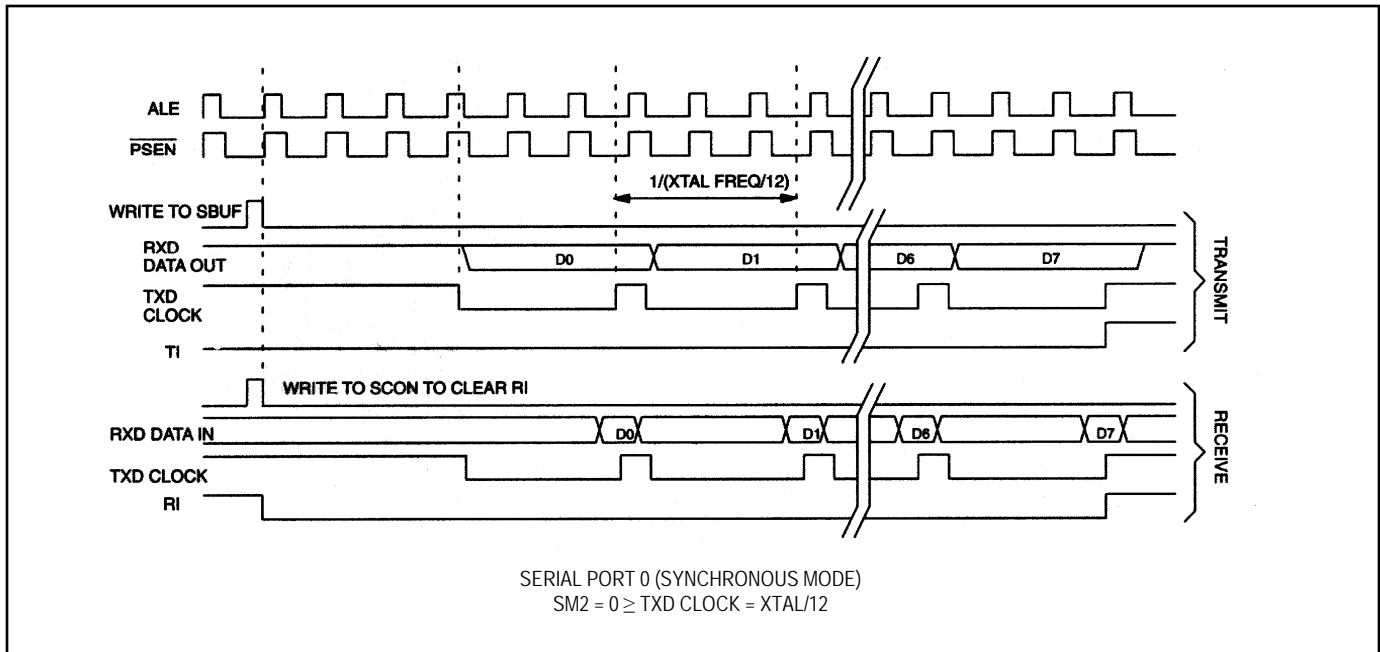 ALE
PSEN
1/(XTAL FREQ/12)
WRITE TO SBUF
RXD
DATA OUT
D0
D1
D6
D7
TXD
CLOCK
TI
TRANSMIT
WRITE TO SCON TO CLEAR RI
RXD DATA IN
D0
D1
D6
D7
TXD CLOCK
RI
RECEIVE
SERIAL PORT 0 (SYNCHRONOUS MODE)
SM2 = 0 ≥ TXD CLOCK = XTAL/12